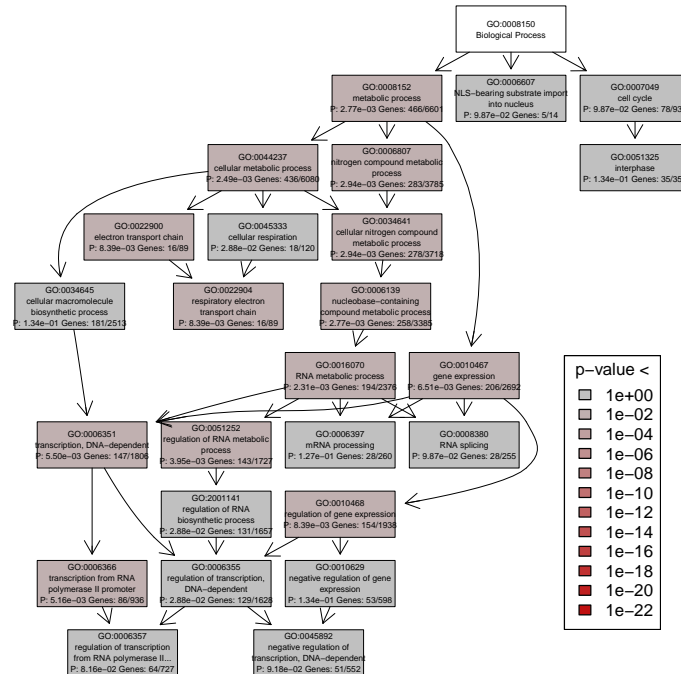 GO:0008150
Biological Process
GO:0008152
metabolic process
P: 2.77e-03 Genes: 466/6601
GO:0006607
NLS-bearing substrate import
into nucleus
P: 9.87e-02 Genes: 5/14
GO:0007049
cell cycle
P: 9.87e-02 Genes: 78/93
GO:0044237
cellular metabolic process
P: 2.49e-03 Genes: 436/6080
GO:0006807
nitrogen compound metabolic
process
P: 2.94e-03 Genes: 283/3785
GO:0051325
interphase
P: 1.34e-01 Genes: 35/35
GO:0022900
electron transport chain
P: 8.39e-03 Genes: 16/89
GO:0045333
cellular respiration
P: 2.88e-02 Genes: 18/120
GO:0034641
cellular nitrogen compound
metabolic process
P: 2.94e-03 Genes: 278/3718
GO:0034645
cellular macromolecule
biosynthetic process
P: 1.34e-01 Genes: 181/2513
GO:0022904
respiratory electron
transport chain
P: 8.39e-03 Genes: 16/89
GO:0006139
nucleobase-containing
compound metabolic process
P: 2.77e-03 Genes: 258/3385
GO:0016070
RNA metabolic process
P: 2.31e-03 Genes: 194/2376
GO:0010467
gene expression
P: 6.51e-03 Genes: 206/2692
GO:0006351
transcription, DNA-dependent
P: 5.50e-03 Genes: 147/1806
GO:0051252
regulation of RNA metabolic
process
P: 3.95e-03 Genes: 143/1727
GO:0006397
mRNA processing
P: 1.27e-01 Genes: 28/260
GO:0008380
RNA splicing
P: 9.87e-02 Genes: 28/255
GO:2001141
regulation of RNA
biosynthetic process
P: 2.88e-02 Genes: 131/1657
GO:0010468
regulation of gene expression
P: 8.39e-03 Genes: 154/1938
GO:0006366
transcription from RNA
polymerase II promoter
P: 5.16e-03 Genes: 86/936
GO:0006355
regulation of transcription,
DNA-dependent
P: 2.88e-02 Genes: 129/1628
GO:0010629
negative regulation of gene
expression
P: 1.34e-01 Genes: 53/598
GO:0006357
regulation of transcription
from RNA polymerase II...
P: 8.16e-02 Genes: 64/727
GO:0045892
negative regulation of
transcription, DNA-dependent
P: 9.18e-02 Genes: 51/552
p-value <
1e+00
1e-02
1e-04
1e-06
1e-08
1e-10
1e-12
1e-14
1e-16
1e-18
1e-20
1e-22